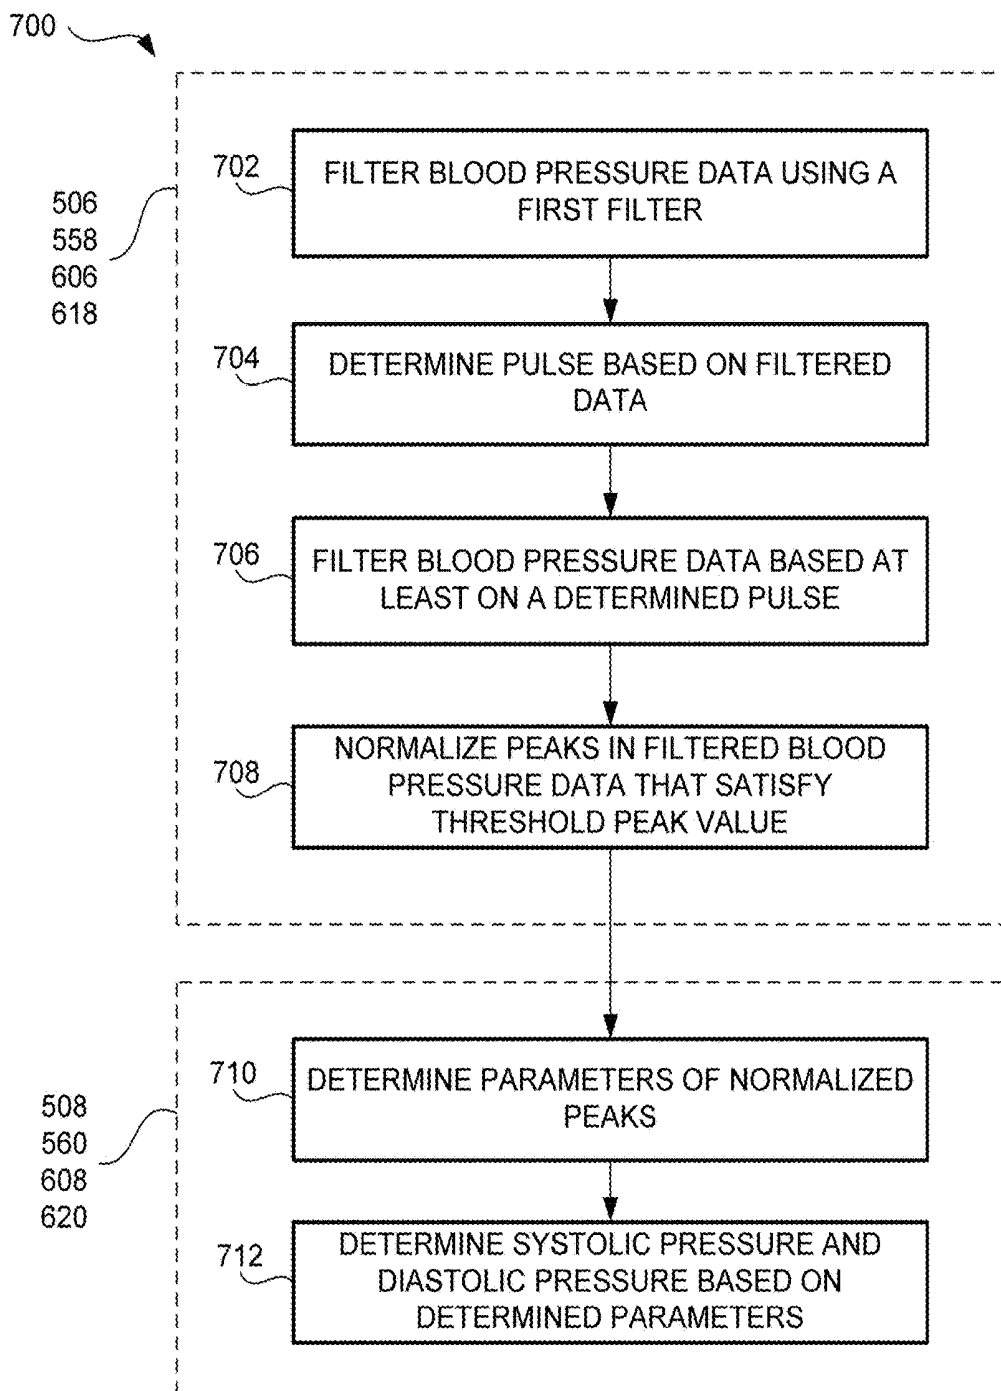 700
702
FILTER BLOOD PRESSURE DATA USING A
FIRST FILTER
506
558
606
618
704
DETERMINE PULSE BASED ON FILTERED
DATA
706
FILTER BLOOD PRESSURE DATA BASED AT
LEAST ON A DETERMINED PULSE
708
NORMALIZE PEAKS IN FILTERED BLOOD
PRESSURE DATA THAT SATISFY
THRESHOLD PEAK VALUE
710
DETERMINE PARAMETERS OF NORMALIZED
PEAKS
508
560
608
620
712
DETERMINE SYSTOLIC PRESSURE AND
DIASTOLIC PRESSURE BASED ON
DETERMINED PARAMETERS